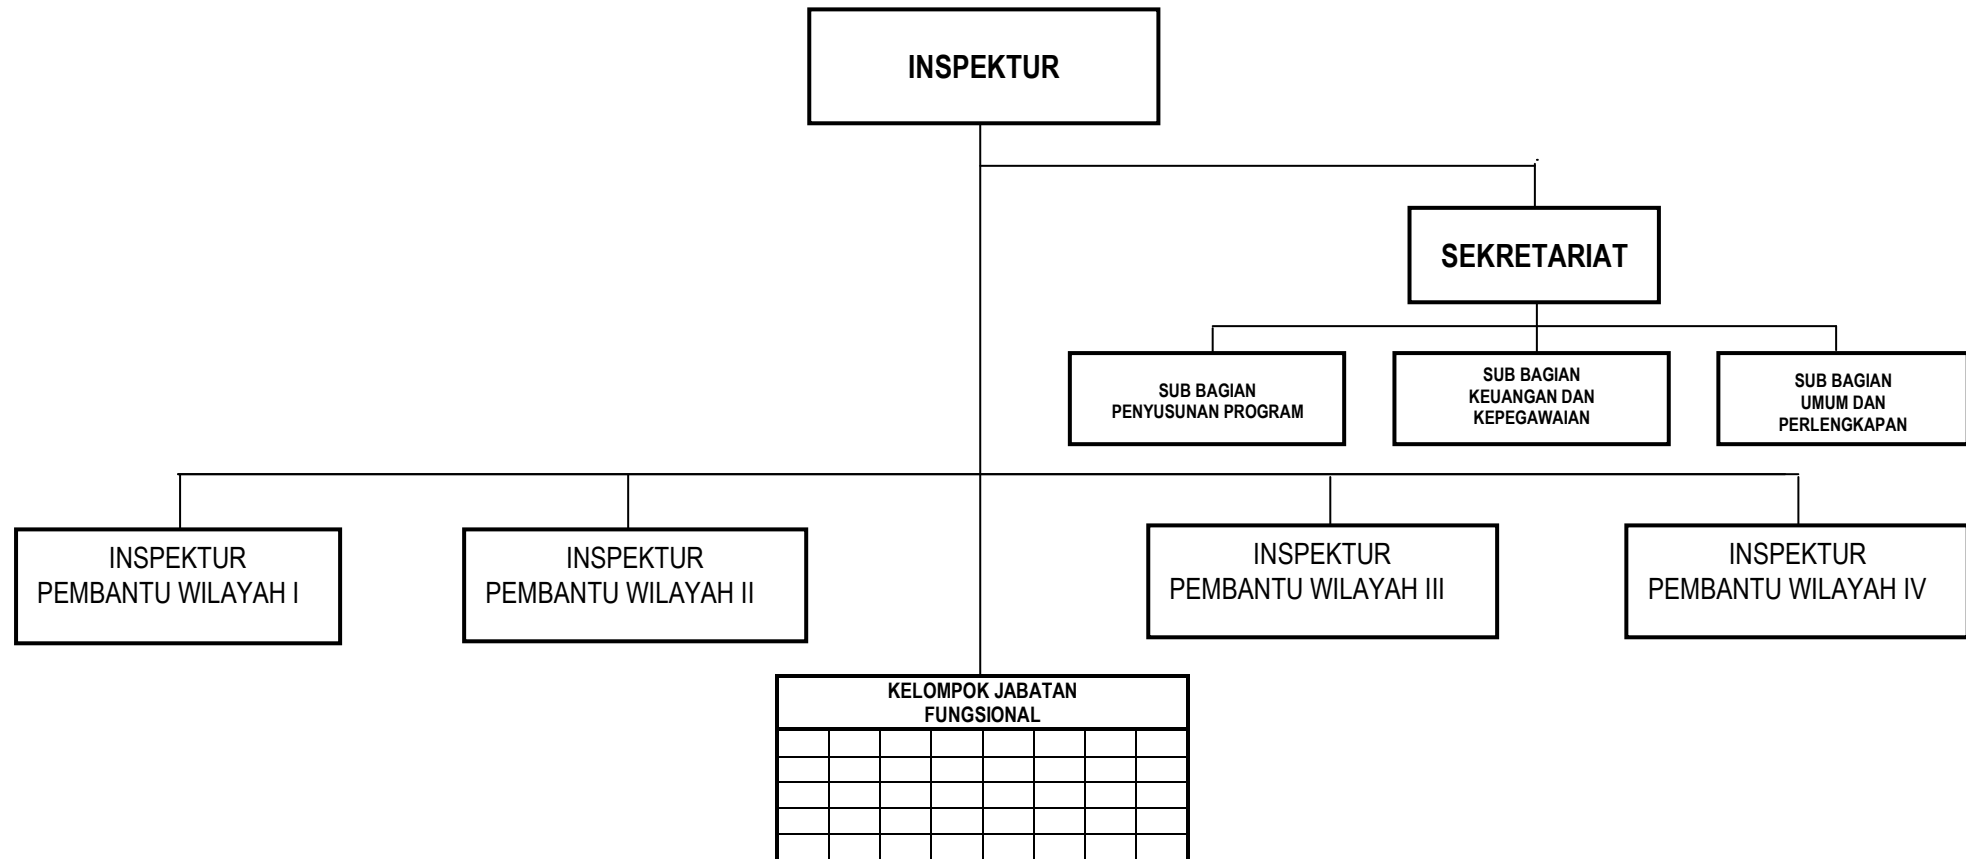 INSPEKTUR
SEKRETARIAT
SUB BAGIAN
PENYUSUNAN PROGRAM
SUB BAGIAN
KEUANGAN DAN
KEPEGAWAIAN
SUB BAGIAN
UMUM DAN
PERLENGKAPAN
INSPEKTUR
PEMBANTU WILAYAH I
INSPEKTUR
PEMBANTU WILAYAH II
INSPEKTUR
PEMBANTU WILAYAH III
INSPEKTUR
PEMBANTU WILAYAH IV
KELOMPOK JABATAN
FUNGSIONAL